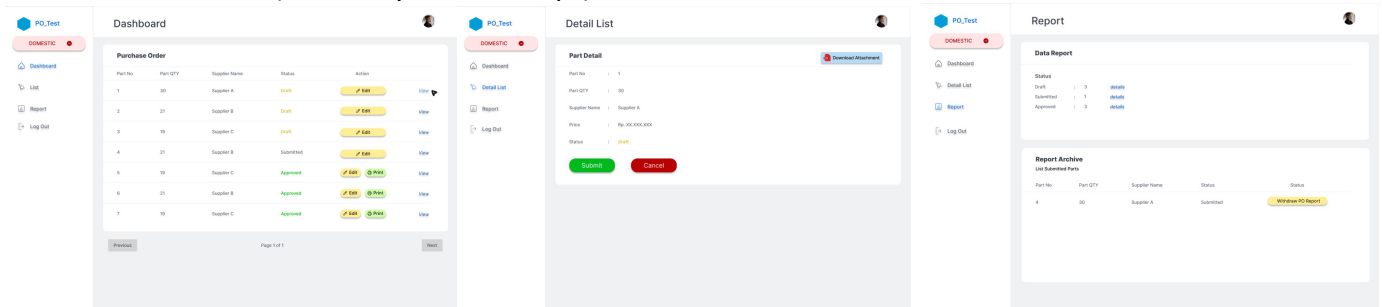 PO_Test
DOMESTIC
Dashboard
List
Report
Log Out
Dashboard
Purchase Order
Part No Part QTY Supplier Name Status Action
1 30 Supplier A Draft Edit View
2 21 Supplier B Draft Edit View
3 19 Supplier C Draft Edit View
4 21 Supplier B Submitted Edit View
5 19 Supplier C Approved Edit Print View
6 21 Supplier B Approved Edit Print View
7 19 Supplier C Approved Edit Print View
Previous Page 1 of 1 Next
PO_Test
DOMESTIC
Dashboard
Detail List
Report
Log Out
Detail List
Part Detail
Download Attachment
Part No : 1
Part QTY : 30
Supplier Name : Supplier A
Price : Rp. XX.XXX.XXX
Status : Draft
Submit Cancel
PO_Test
DOMESTIC
Dashboard
Detail List
Report
Log Out
Report
Data Report
Status
Draft : 3 details
Submitted : 1 details
Approved : 3 details
Report Archive
List Submitted Parts
Part No Part QTY Supplier Name Status Status
4 30 Supplier A Submitted Withdraw PO Report